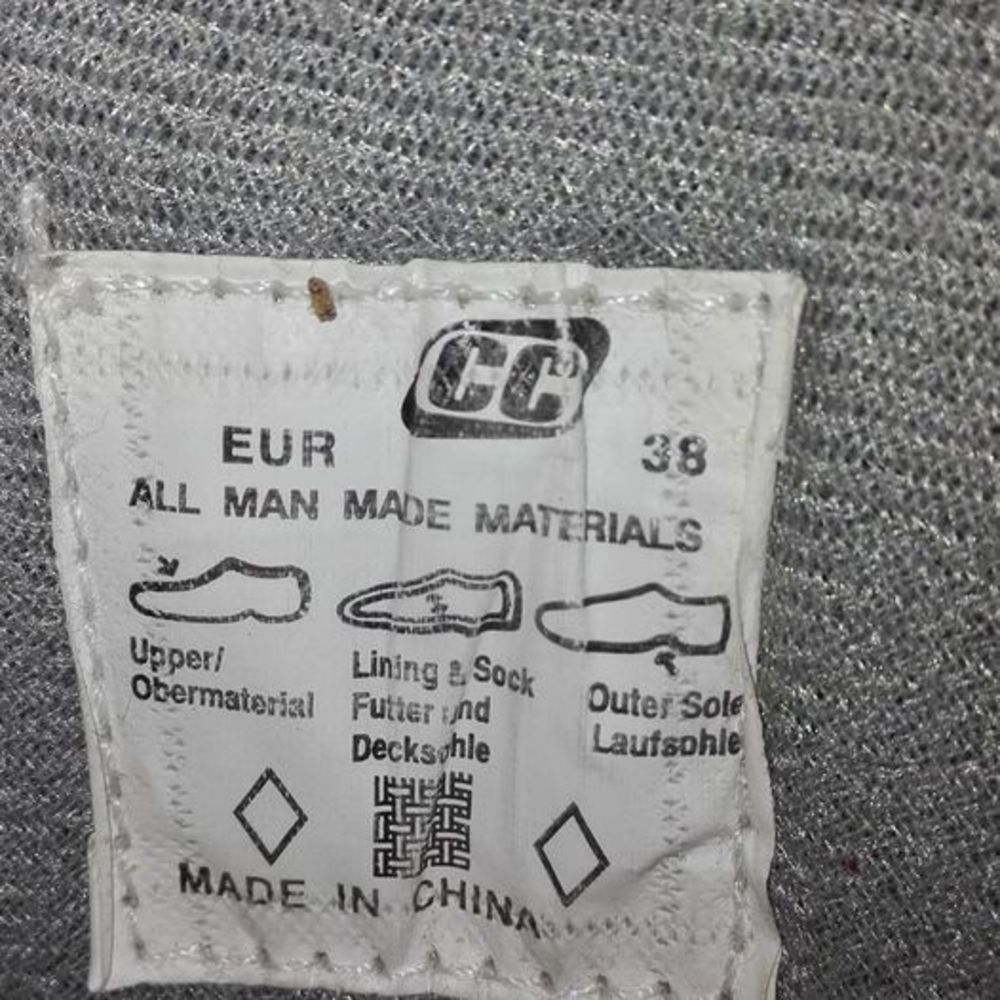 CC
EUR 38
ALL MAN MADE MATERIALS
Upper/
Obermaterial
Lining & Sock
Futter und
Decksohle
Outer Sole
Laufsohle
MADE IN CHINA